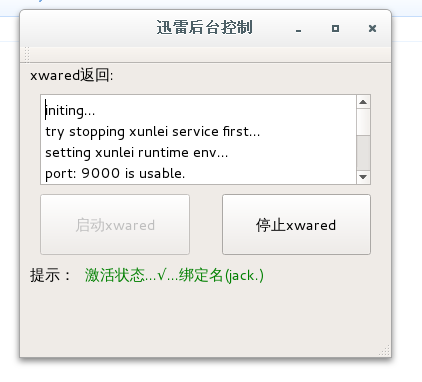 迅雷后台控制
xwared返回:
initing...
try stopping xunlei service first...
setting xunlei runtime env...
port: 9000 is usable.
启动xwared
停止xwared
提示： 激活状态...√...绑定名(jack.)